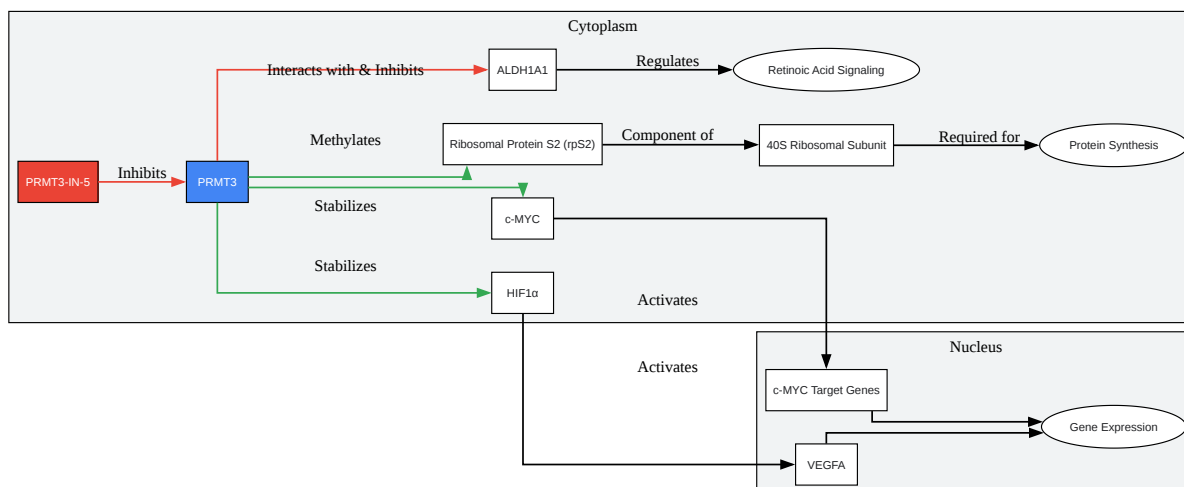 Cytoplasm
Interacts with & Inhibits
ALDH1A1
Regulates
Retinoic Acid Signaling
Methylates
Ribosomal Protein S2 (rpS2)
Component of
40S Ribosomal Subunit
Required for
Protein Synthesis
PRMT3-IN-5
Inhibits
PRMT3
Stabilizes
c-MYC
Stabilizes
HIF1α
Activates
Activates
Nucleus
c-MYC Target Genes
Gene Expression
VEGFA